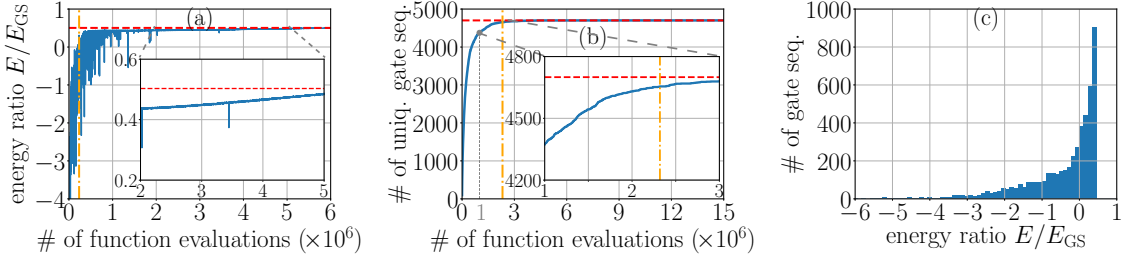 (a)
energy ratio E/E_GS
1
0
−1
−2
−3
−4
0 1 2 3 4 5 6
# of function evaluations (×10^6)
0.6
0.4
0.2
2 3 4 5
(b)
# of uniq. gate seq.
5000
4000
3000
2000
1000
0
0 1 3 6 9 12 15
# of function evaluations (×10^6)
4800
4500
4200
1 2 3
(c)
# of gate seq.
1000
800
600
400
200
0
−6 −5 −4 −3 −2 −1 0 1
energy ratio E/E_GS